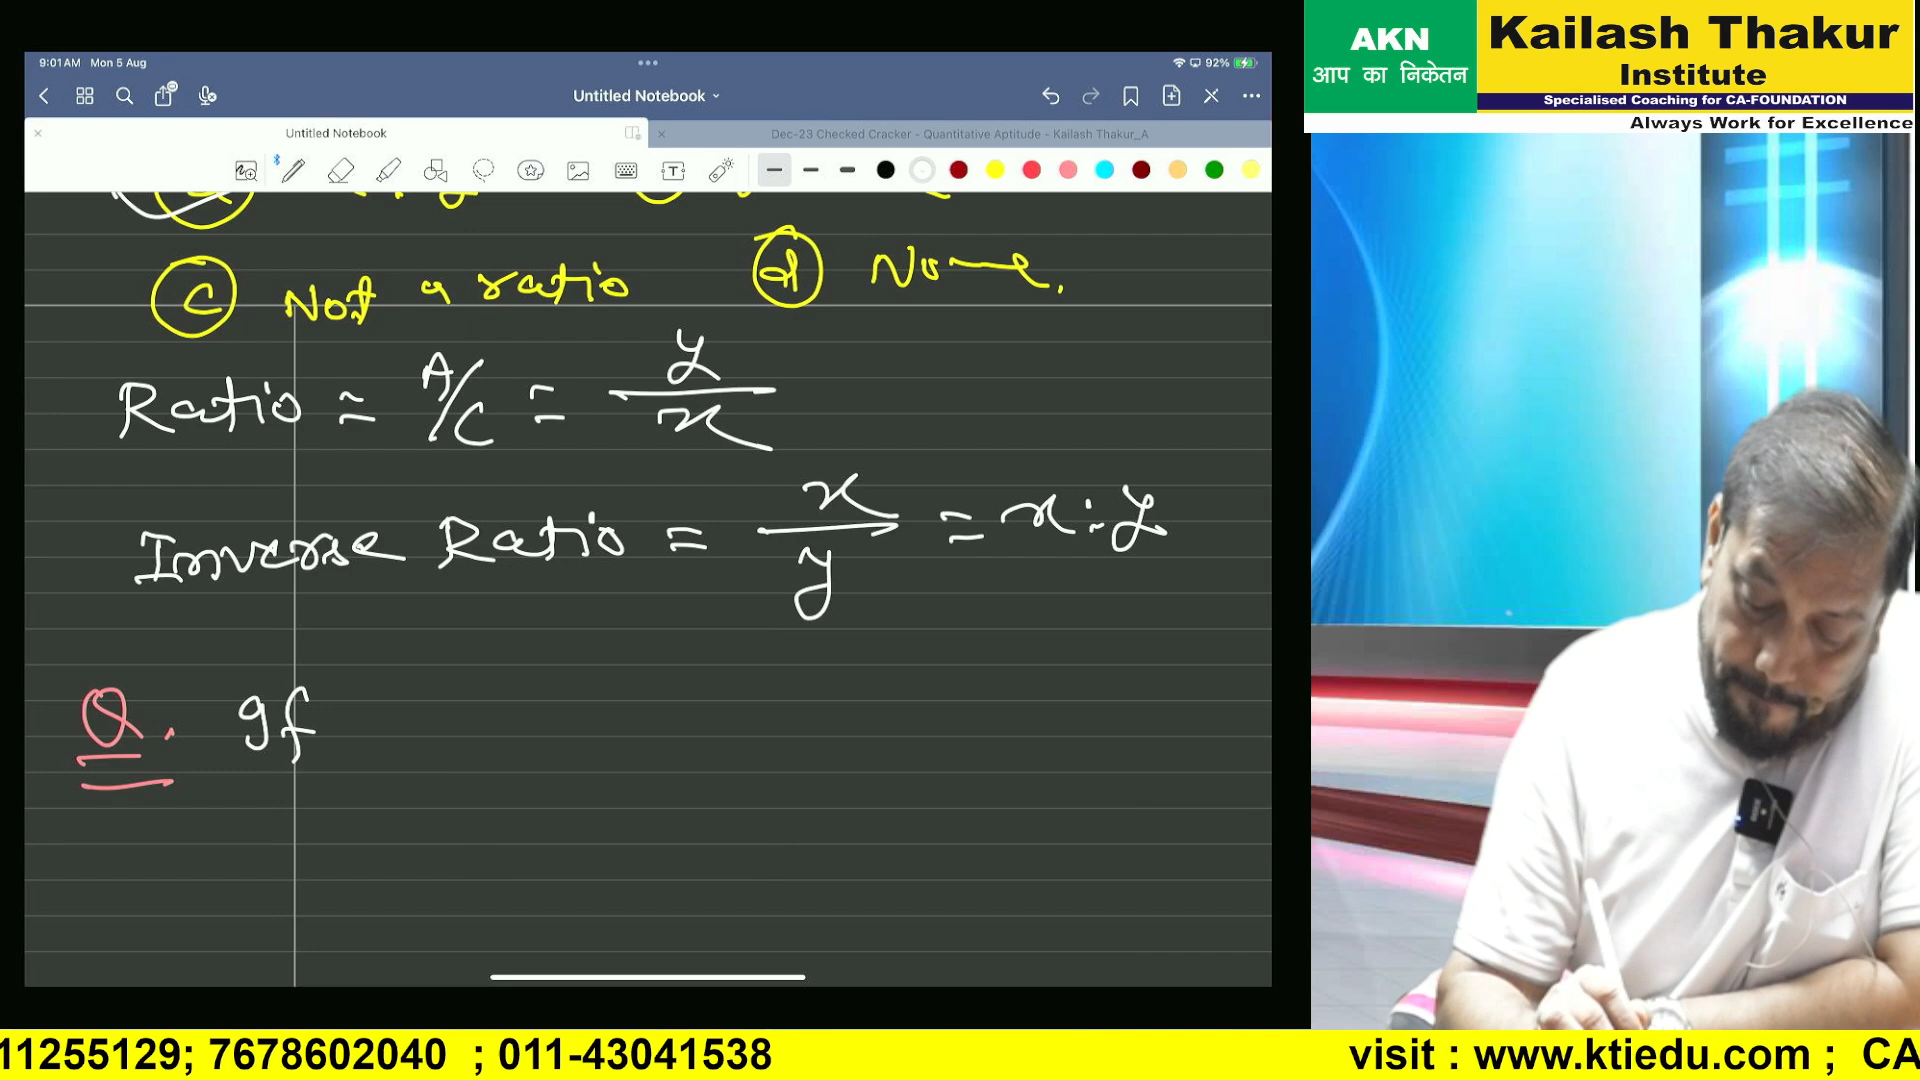 AKN
आप का निकेतन
Kailash Thakur
Institute
Specialised Coaching for CA-FOUNDATION
Always Work for Excellence
9:01 AM Mon 5 Aug
92%
Untitled Notebook
Untitled Notebook
Dec-23 Checked Cracker - Quantitative Aptitude - Kailash Thakur_A
C Not a ratio d None.
Ratio = A/C = y/x
Inverse Ratio = x/y = x:y
Q. If
11255129; 7678602040 ; 011-43041538
visit : www.ktiedu.com ; CA